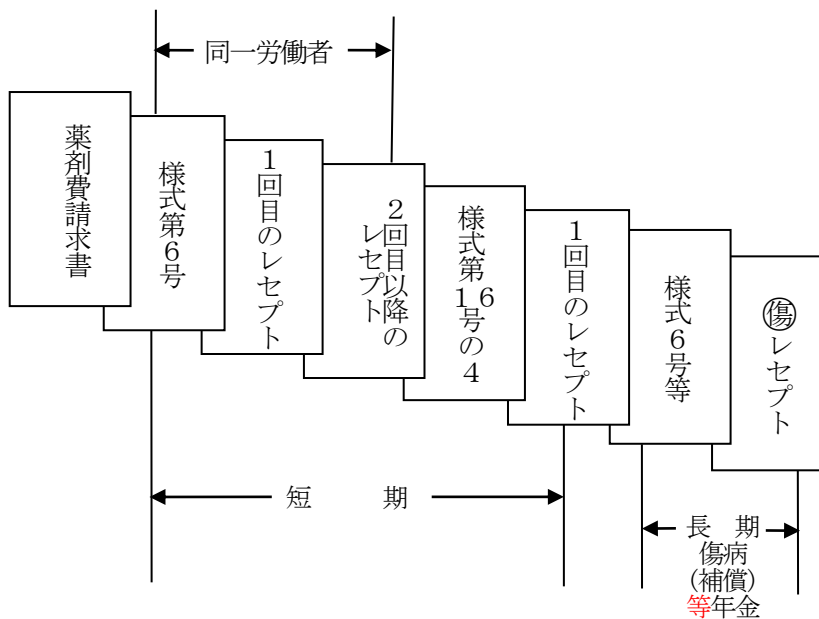 同一労働者
薬剤費請求書
様式第6号
1回目のレセプト
2回目以降の
レセプト
様式第
16号の4
1回目のレセプト
様式6号等
㊕レセプト
短　　期
長　期
傷病
(補償)
等年金